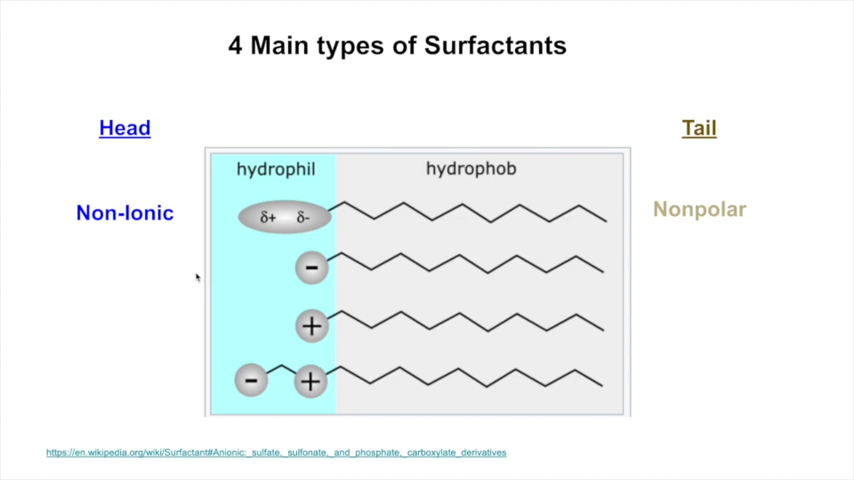 4 Main types of Surfactants
Head
Tail
hydrophil
hydrophob
Non-Ionic
δ+ δ-
Nonpolar
-
+
- +
https://en.wikipedia.org/wiki/Surfactant#Anionic:_sulfate,_sulfonate,_and_phosphate,_carboxylate_derivatives